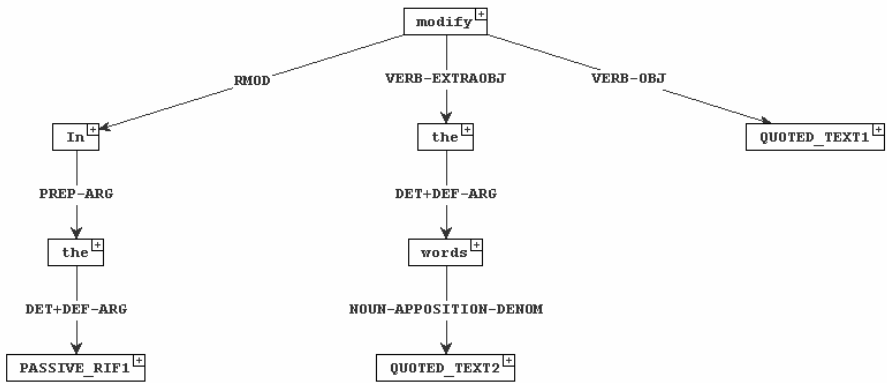 modify
RMOD
VERB-EXTRAOBJ
VERB-OBJ
In
the
QUOTED_TEXT1
PREP-ARG
DET+DEF-ARG
the
words
DET+DEF-ARG
NOUN-APPOSITION-DENOM
PASSIVE_RIF1
QUOTED_TEXT2